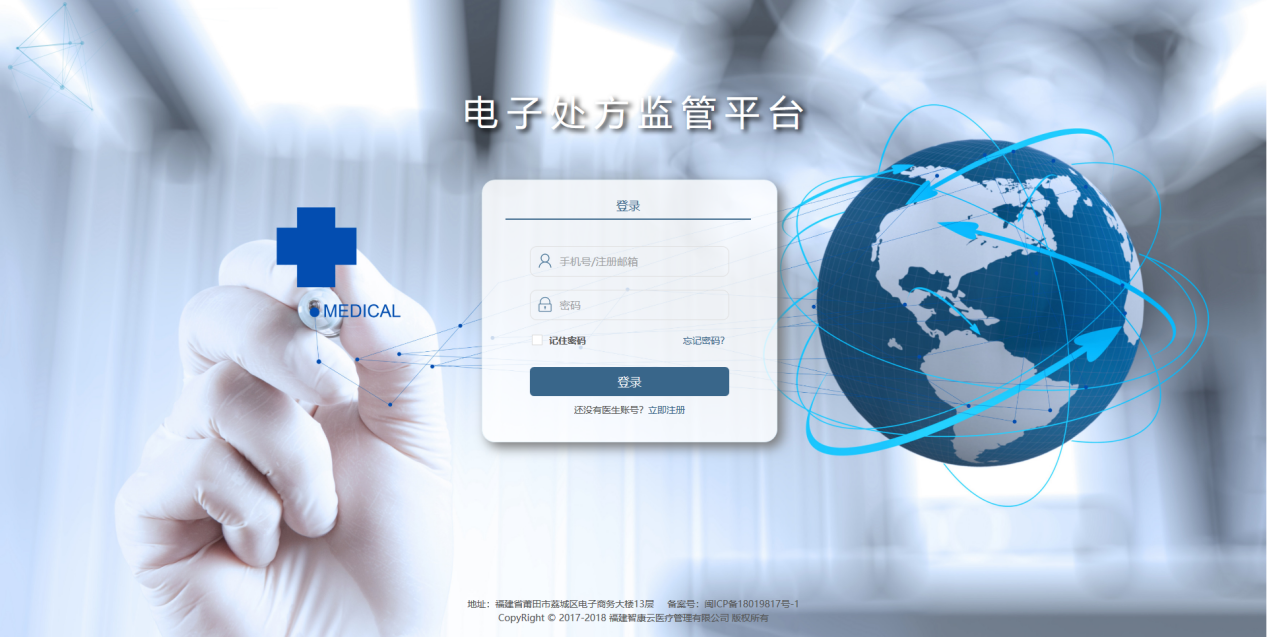 电子处方监管平台
登录
手机号/注册邮箱
MEDICAL
密码
记住密码 忘记密码?
登录
还没有医生账号? 立即注册
地址: 福建省莆田市荔城区电子商务大楼13层 备案号: 闽ICP备18019817号-1
CopyRight © 2017-2018 福建智康云医疗管理有限公司 版权所有